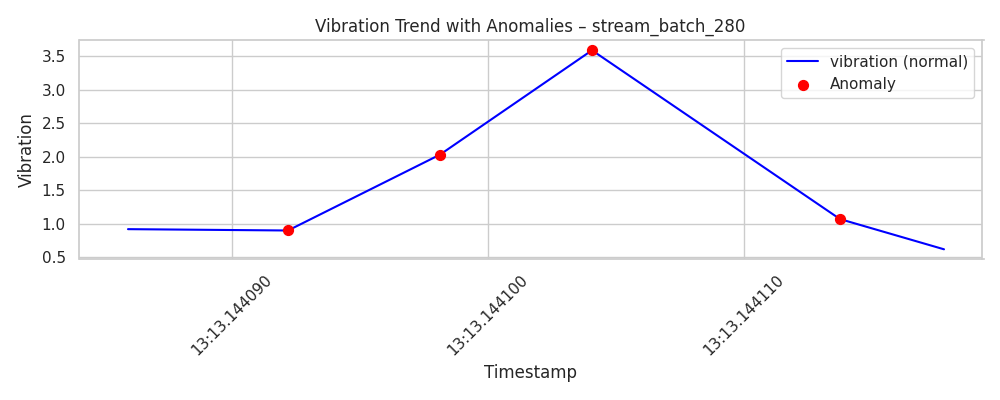 Vibration Trend with Anomalies – stream_batch_280
vibration (normal)
Anomaly
Vibration
3.5
3.0
2.5
2.0
1.5
1.0
0.5
13:13.144090
13:13.144100
13:13.144110
Timestamp